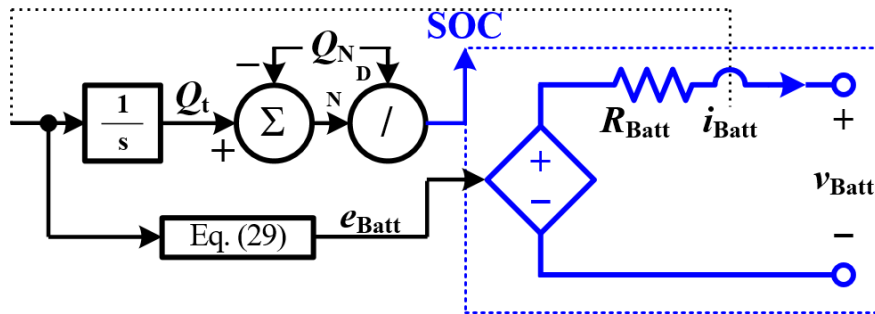 SOC
− Q_N D
1/s Q_t + Σ N /
R_Batt i_Batt
+
+
− v_Batt
Eq. (29) e_Batt
−